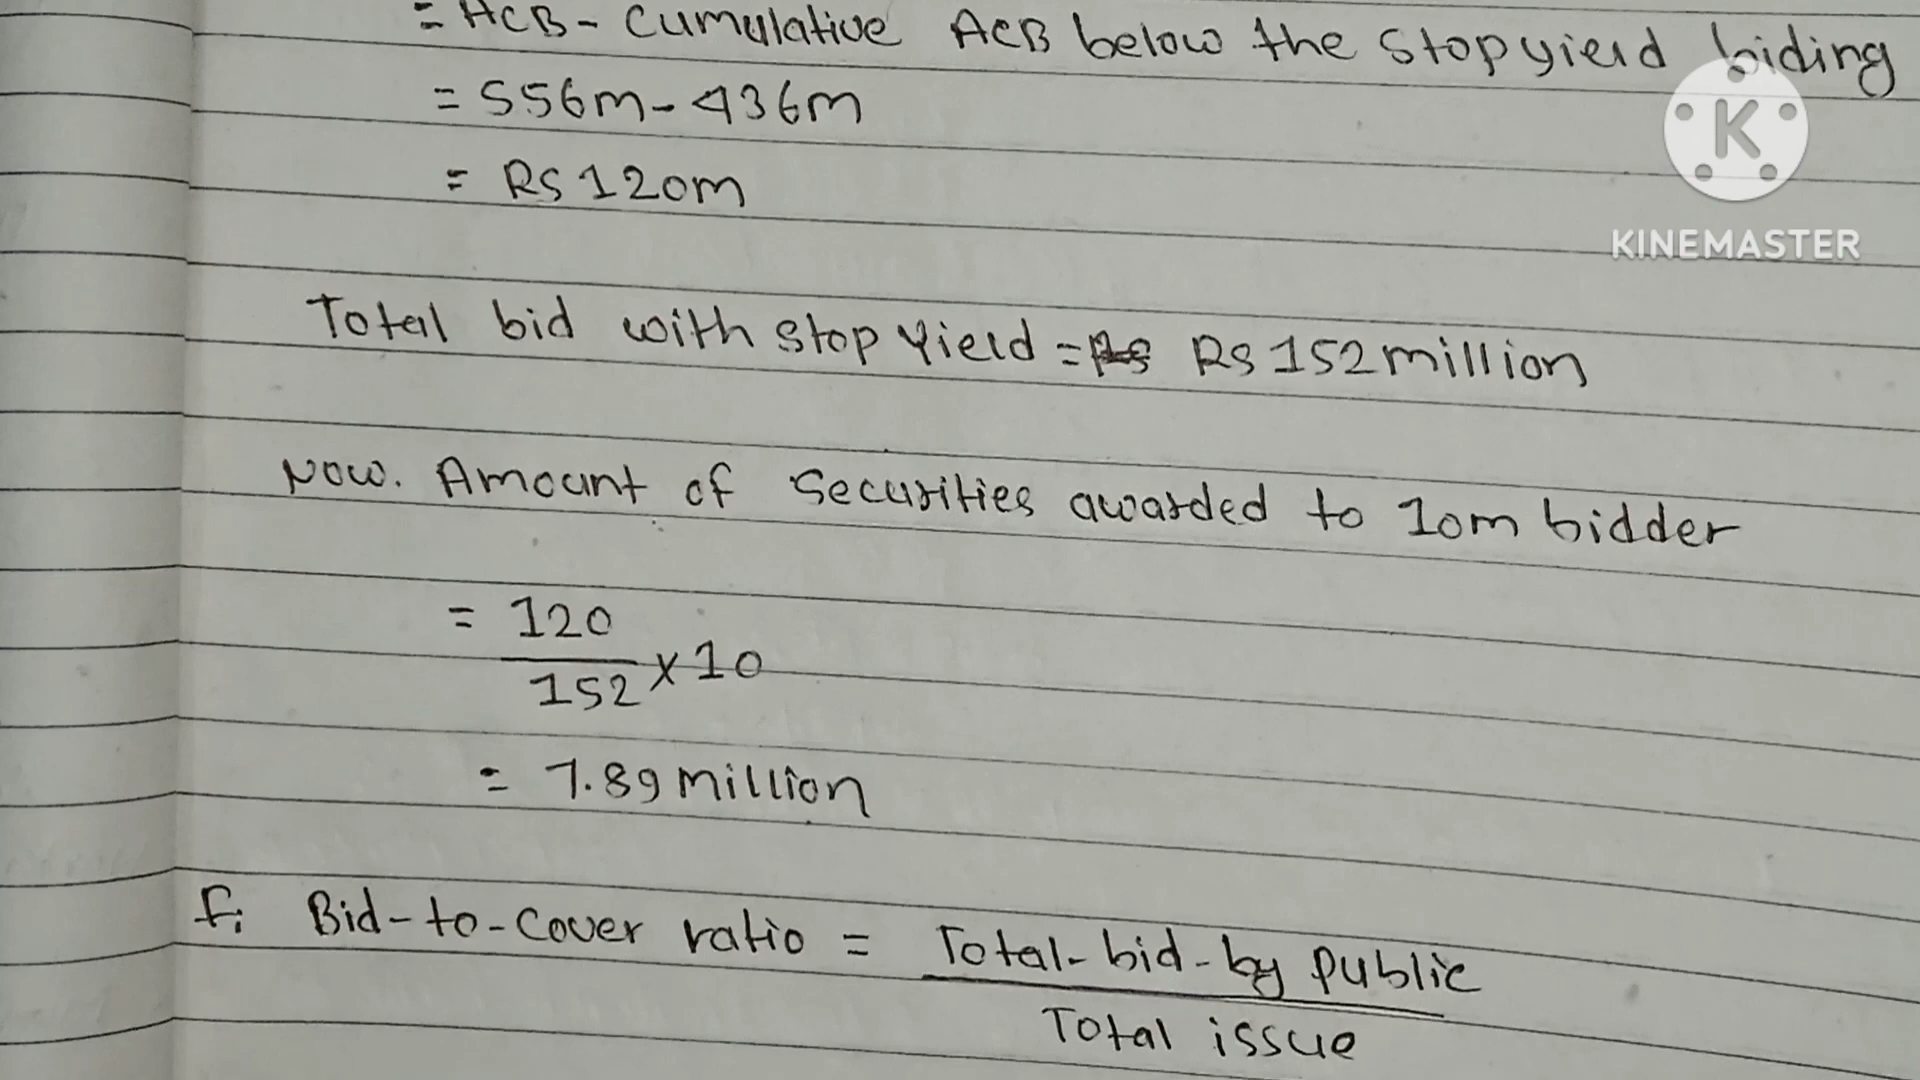 = ACB - Cumulative ACB below the stop yield biding
= 556m - 436m
= RS 120m
K
KINEMASTER
Total bid with stop Yield = Rs 152 million
Now. Amount of Securities awarded to 10m bidder
= 120
152 x 10
= 7.89 million
f. Bid-to-cover ratio = Total-bid-by public
Total issue